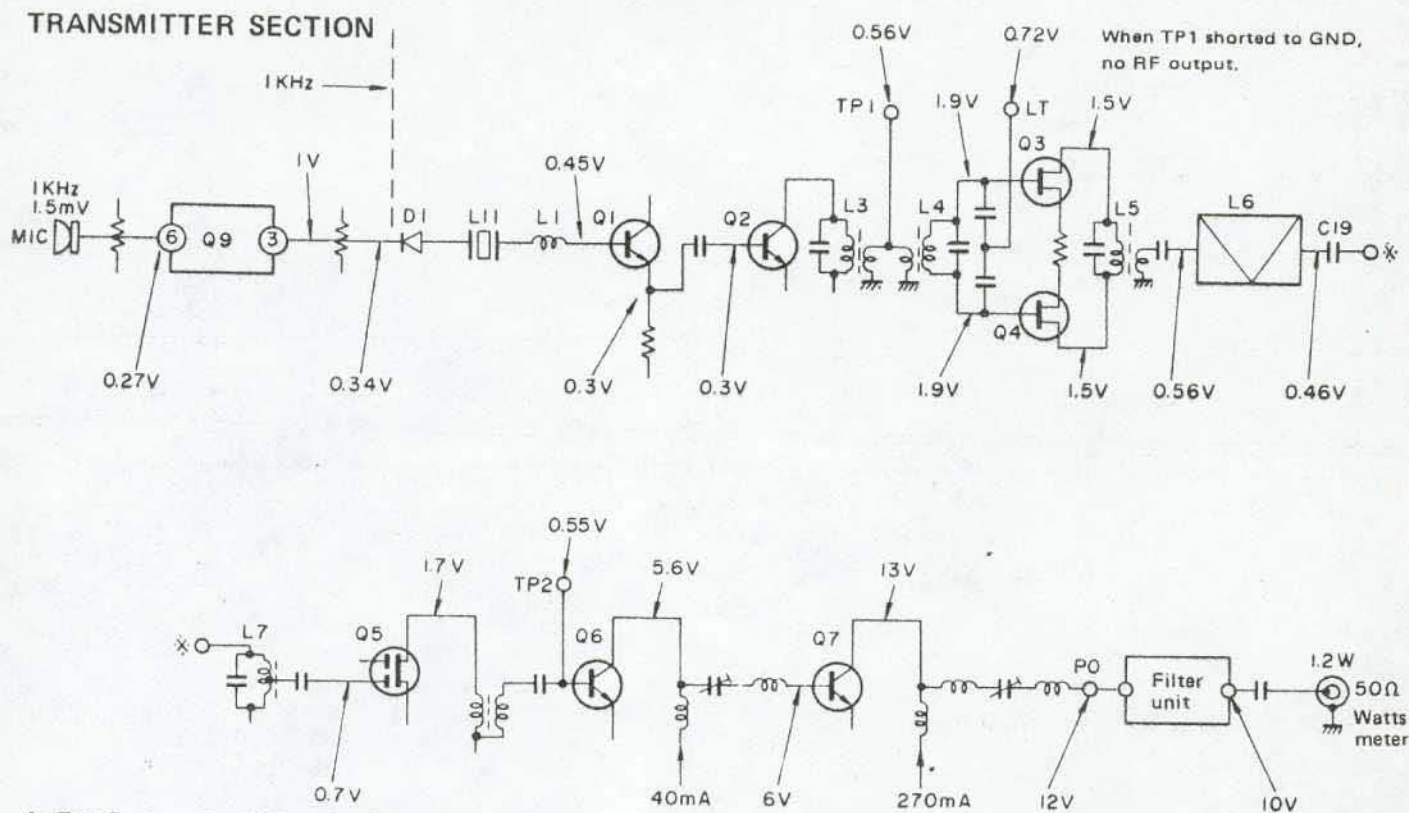 TRANSMITTER SECTION
1KHz
0.56V
0.72V
When TP1 shorted to GND,
no RF output.
TP1
1.9V
LT
1.5V
1V
0.45V
Q3
1KHz
1.5mV
MIC
6
Q9
3
D1
L11
L1
Q1
Q2
L3
L4
L5
L6
C19
※
Q4
0.27V
0.34V
0.3V
0.3V
1.9V
1.5V
0.56V
0.46V
0.55V
1.7V
TP2
5.6V
13V
※
L7
Q5
Q6
Q7
PO
Filter
unit
1.2W
50Ω
Watts
meter
0.7V
40mA
6V
270mA
12V
10V